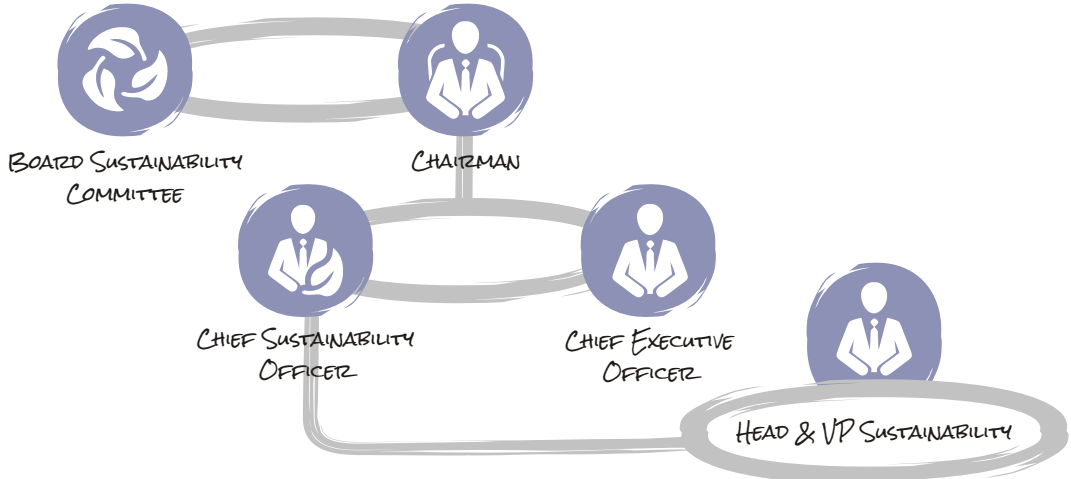 Board Sustainability
Committee
Chairman
Chief Sustainability
Officer
Chief Executive
Officer
Head & VP Sustainability